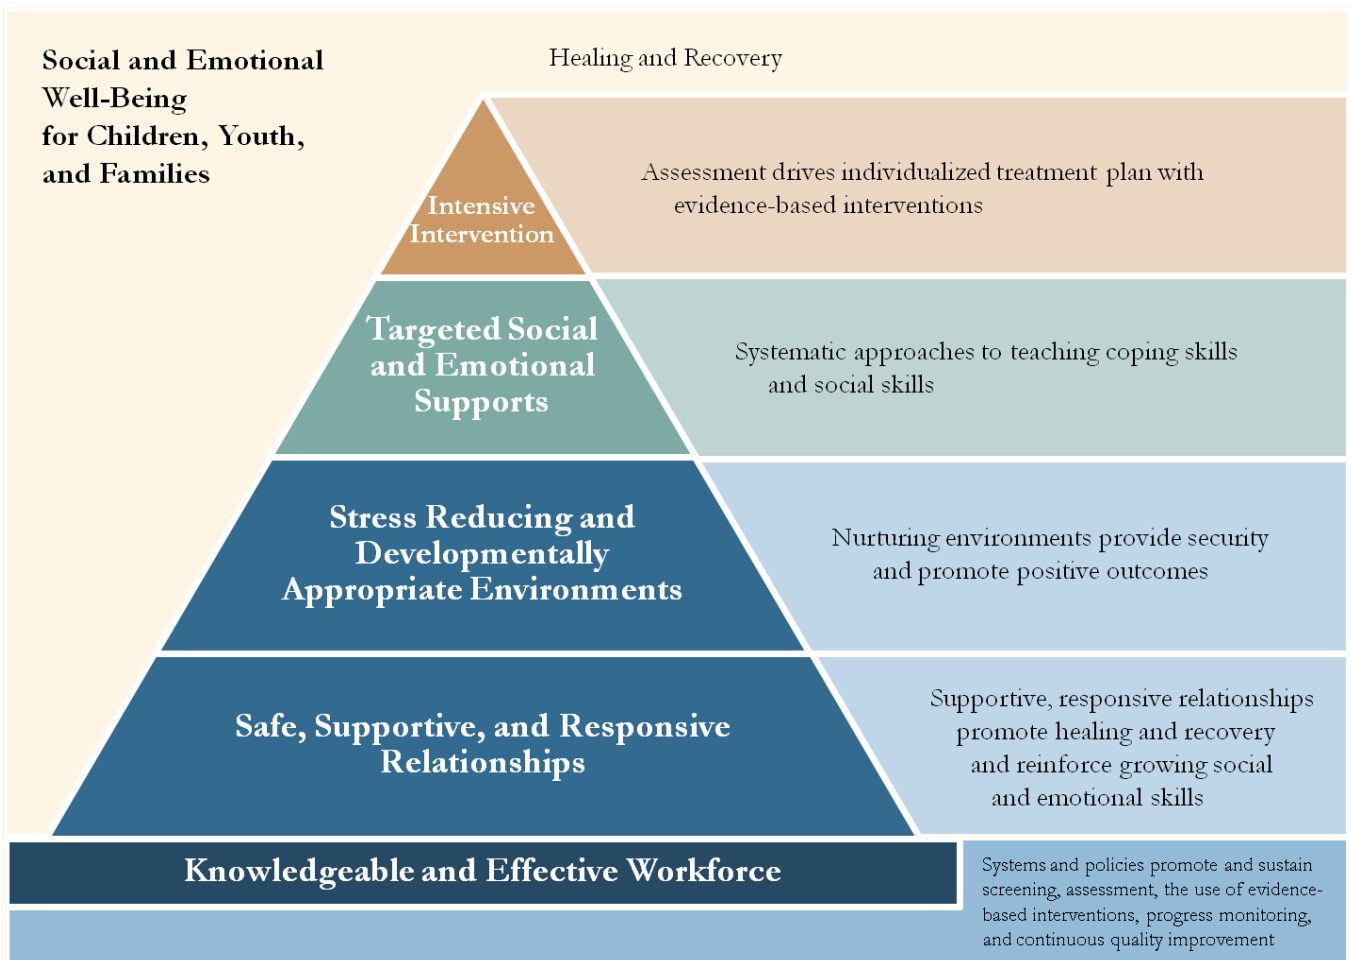 Social and Emotional
Well-Being
for Children, Youth,
and Families
Healing and Recovery
Intensive
Intervention
Assessment drives individualized treatment plan with
evidence-based interventions
Targeted Social
and Emotional
Supports
Systematic approaches to teaching coping skills
and social skills
Stress Reducing and
Developmentally
Appropriate Environments
Nurturing environments provide security
and promote positive outcomes
Safe, Supportive, and Responsive
Relationships
Supportive, responsive relationships
promote healing and recovery
and reinforce growing social
and emotional skills
Knowledgeable and Effective Workforce
Systems and policies promote and sustain
screening, assessment, the use of evidence-
based interventions, progress monitoring,
and continuous quality improvement